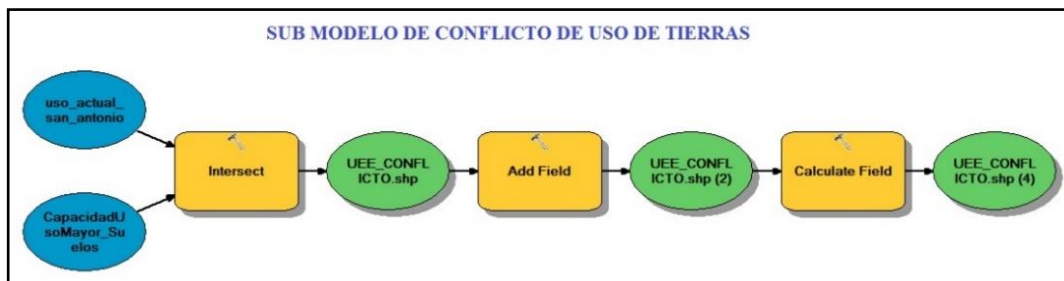 SUB MODELO DE CONFLICTO DE USO DE TIERRAS
uso_actual_
san_antonio
CapacidadU
soMayor_Su
elos
Intersect
UEE_CONFL
ICTO.shp
Add Field
UEE_CONFL
ICTO.shp (2)
Calculate Field
UEE_CONFL
ICTO.shp (4)